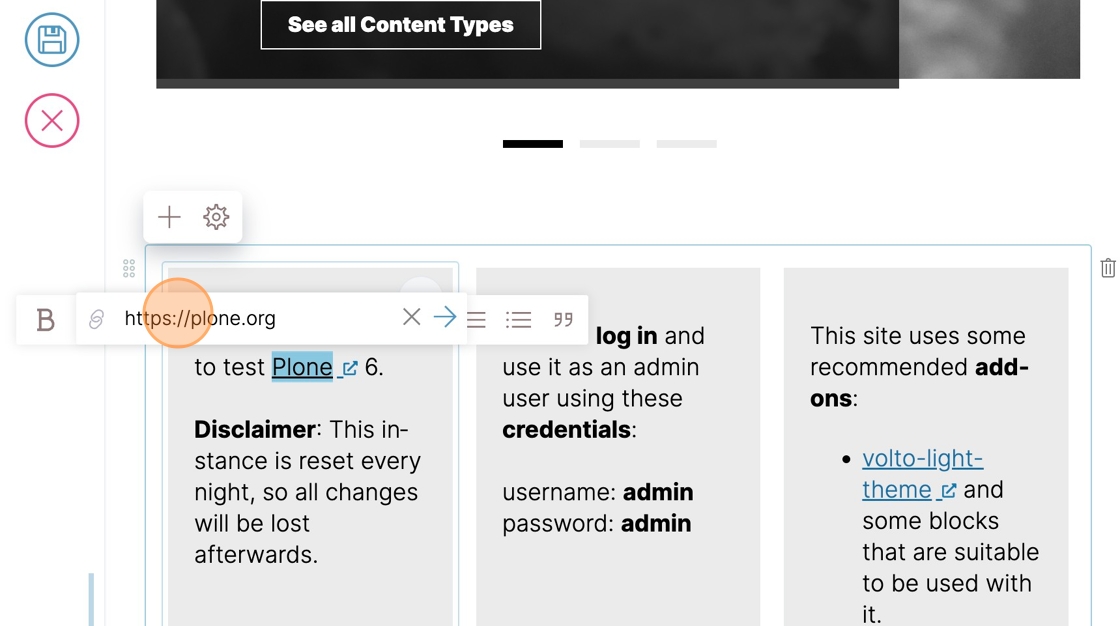 See all Content Types
B
https://plone.org
to test Plone 6.
Disclaimer: This in-
stance is reset every
night, so all changes
will be lost
afterwards.
log in and
use it as an admin
user using these
credentials:
username: admin
password: admin
This site uses some
recommended add-
ons:
• volto-light-
theme and
some blocks
that are suitable
to be used with
it.